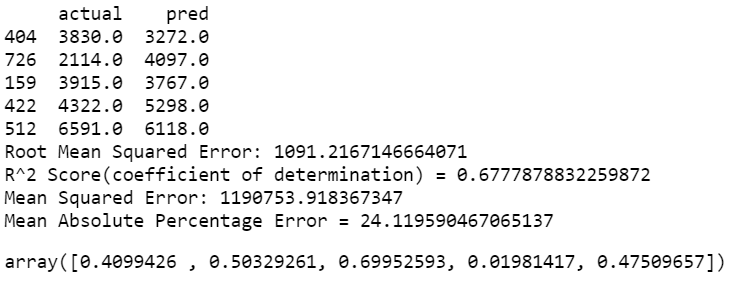 actual pred
404 3830.0 3272.0
726 2114.0 4097.0
159 3915.0 3767.0
422 4322.0 5298.0
512 6591.0 6118.0
Root Mean Squared Error: 1091.2167146664071
R^2 Score(coefficient of determination) = 0.6777878832259872
Mean Squared Error: 1190753.918367347
Mean Absolute Percentage Error = 24.119590467065137
array([0.4099426 , 0.50329261, 0.69952593, 0.01981417, 0.47509657])